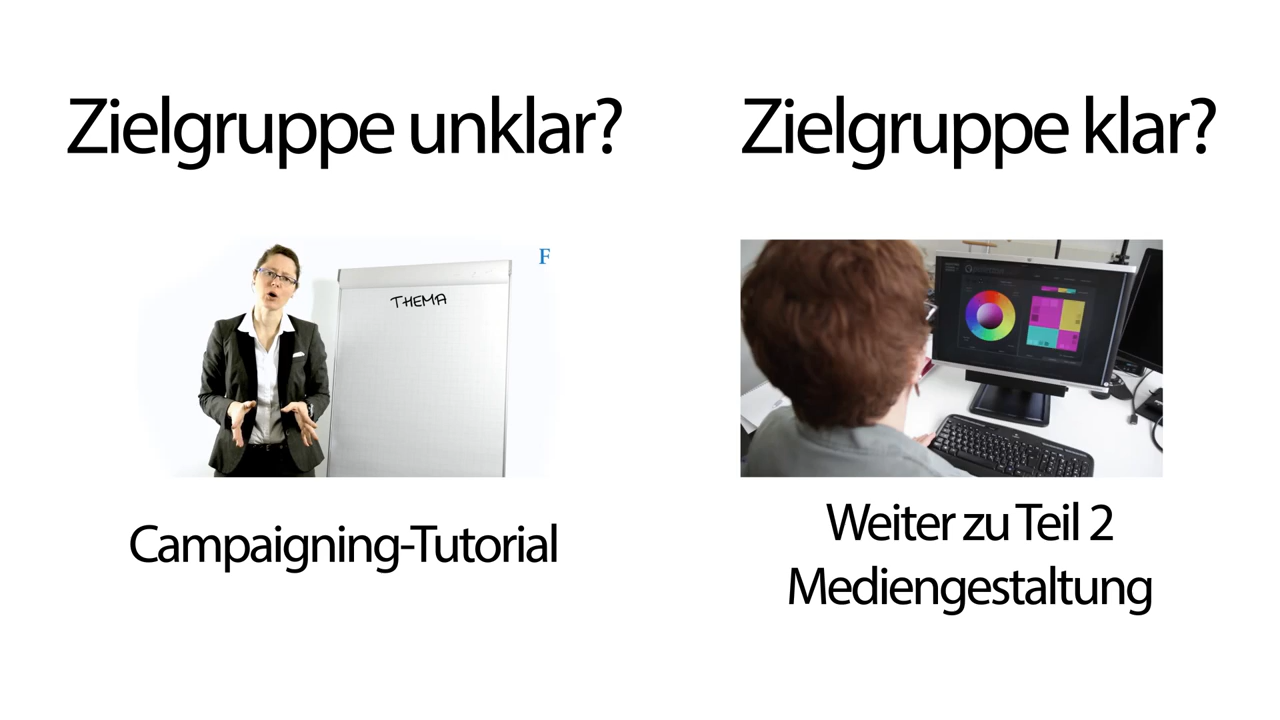 Zielgruppe unklar?
Zielgruppe klar?
F
THEMA
Campaigning-Tutorial
Weiter zu Teil 2
Mediengestaltung